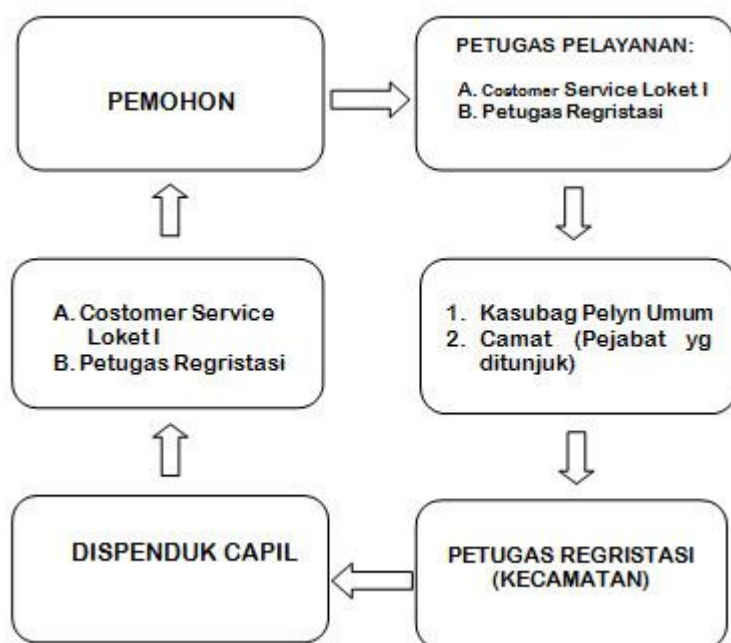 PEMOHON
PETUGAS PELAYANAN:
A. Costomer Service Loket I
B. Petugas Regristasi
1. Kasubag Pelyn Umum
2. Camat (Pejabat yg
ditunjuk)
PETUGAS REGRISTASI
(KECAMATAN)
DISPENDUK CAPIL
A. Costomer Service
Loket I
B. Petugas Regristasi